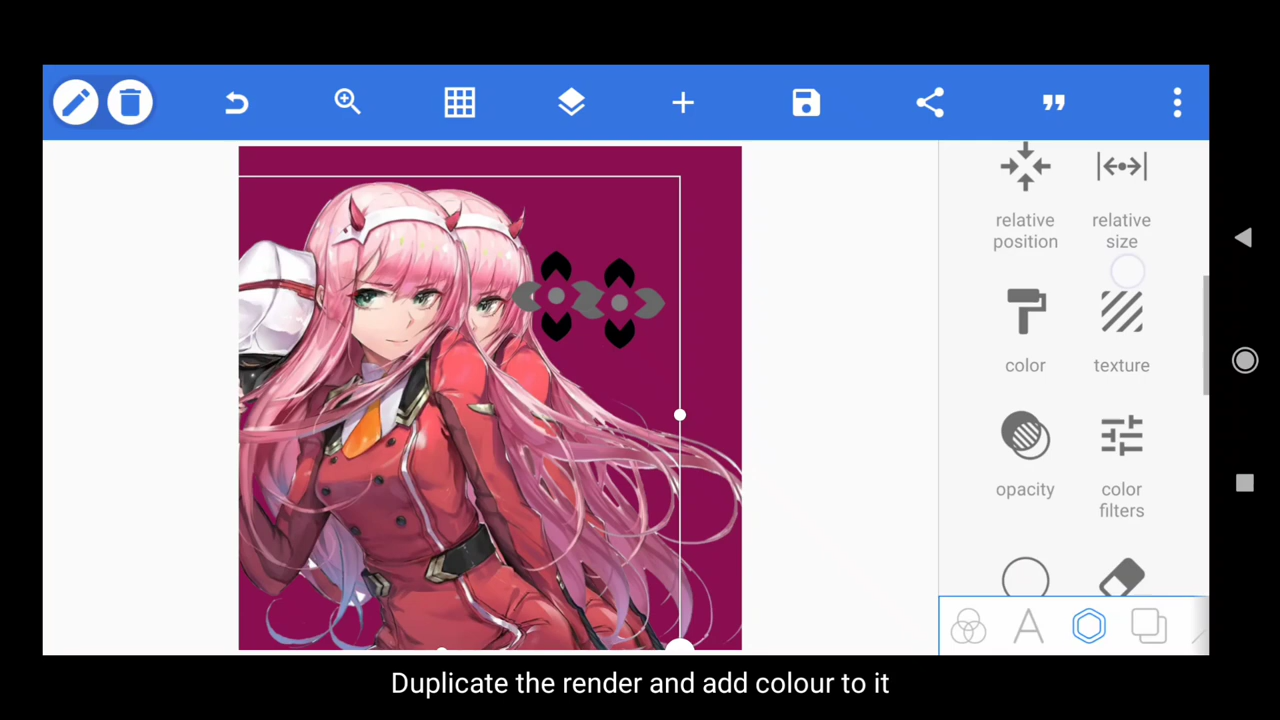 relative
position
relative
size
color
texture
opacity
color
filters
Duplicate the render and add colour to it